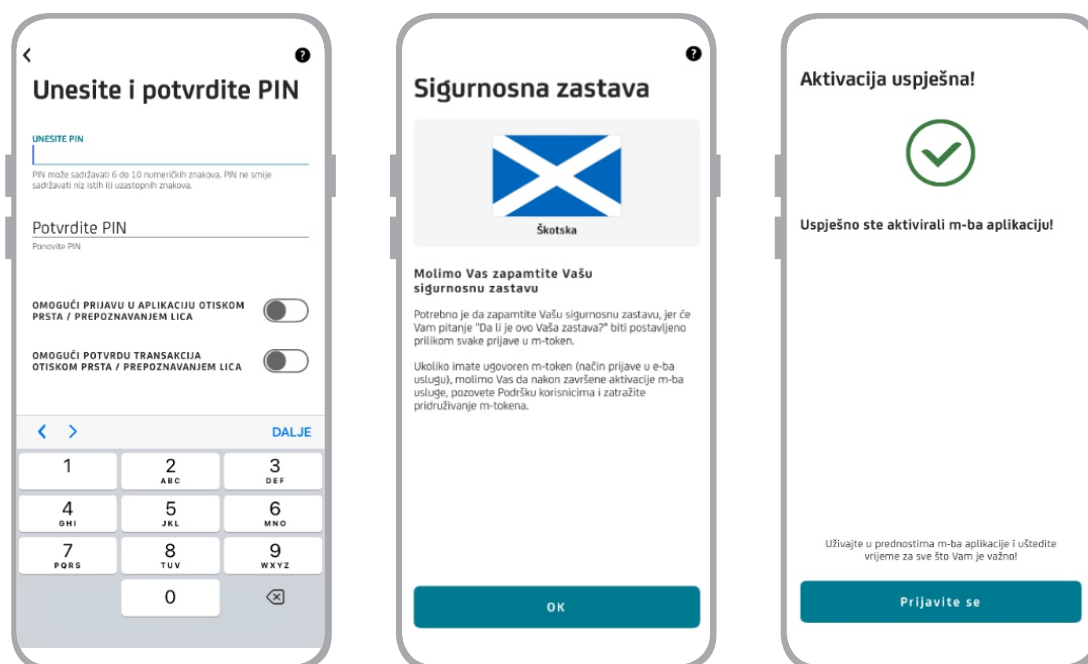 Unesite i potvrdite PIN
UNESITE PIN
PIN može sadržavati 6 do 10 numeričkih znakova. PIN ne smije
sadržavati niz istih ili uzastopnih znakova.
Potvrdite PIN
Ponovite PIN
OMOGUĆI PRIJAVU U APLIKACIJU OTISKOM
PRSTA / PREPOZNAVANJEM LICA
OMOGUĆI POTVRDU TRANSAKCIJA
OTISKOM PRSTA / PREPOZNAVANJEM LICA
DALJE
1
2
ABC
3
DEF
4
GHI
5
JKL
6
MNO
7
PQRS
8
TUV
9
WXYZ
0
?
Sigurnosna zastava
Škotska
Molimo Vas zapamtite Vašu
sigurnosnu zastavu
Potrebno je da zapamtite Vašu sigurnosnu zastavu, jer će
Vam pitanje "Da li je ovo Vaša zastava?" biti postavljeno
prilikom svake prijave u m-token.
Ukoliko imate ugovoren m-token (način prijave u e-ba
uslugu), molimo Vas da nakon završene aktivacije m-ba
usluge, pozovete Podršku korisnicima i zatražite
pridruživanje m-tokena.
OK
?
Aktivacija uspješna!
Uspješno ste aktivirali m-ba aplikaciju!
Uživajte u prednostima m-ba aplikacije i uštedite
vrijeme za sve što Vam je važno!
Prijavite se